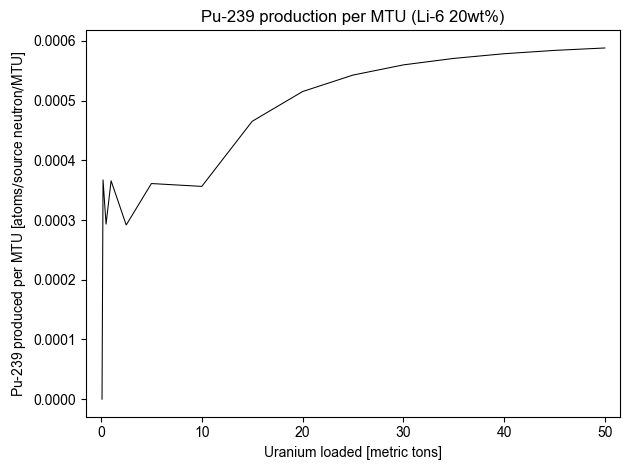 Pu-239 production per MTU (Li-6 20wt%)
Pu-239 produced per MTU [atoms/source neutron/MTU]
0.0006
0.0005
0.0004
0.0003
0.0002
0.0001
0.0000
0 10 20 30 40 50
Uranium loaded [metric tons]